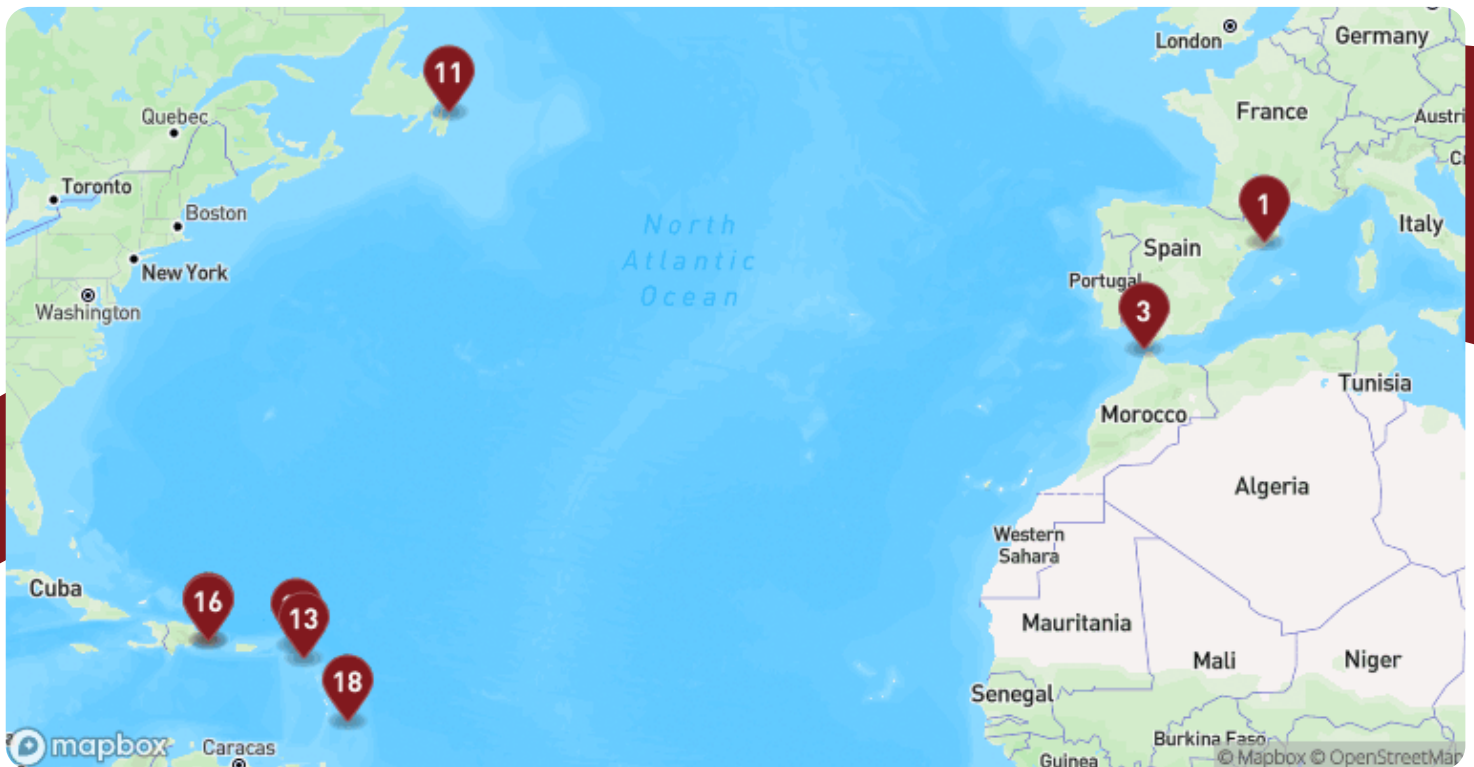 London
Germany
11
France
Quebec
Austri
Toronto
1
Boston
North
Atlantic
Ocean
Spain
Italy
New York
Portugal
Washington
3
Tunisia
Morocco
Algeria
Western
Sahara
Cuba
16
13
Mauritania
Mali
Niger
18
Senegal
mapbox
Caracas
Burkina Faso
Guinea
© Mapbox © OpenStreetMap